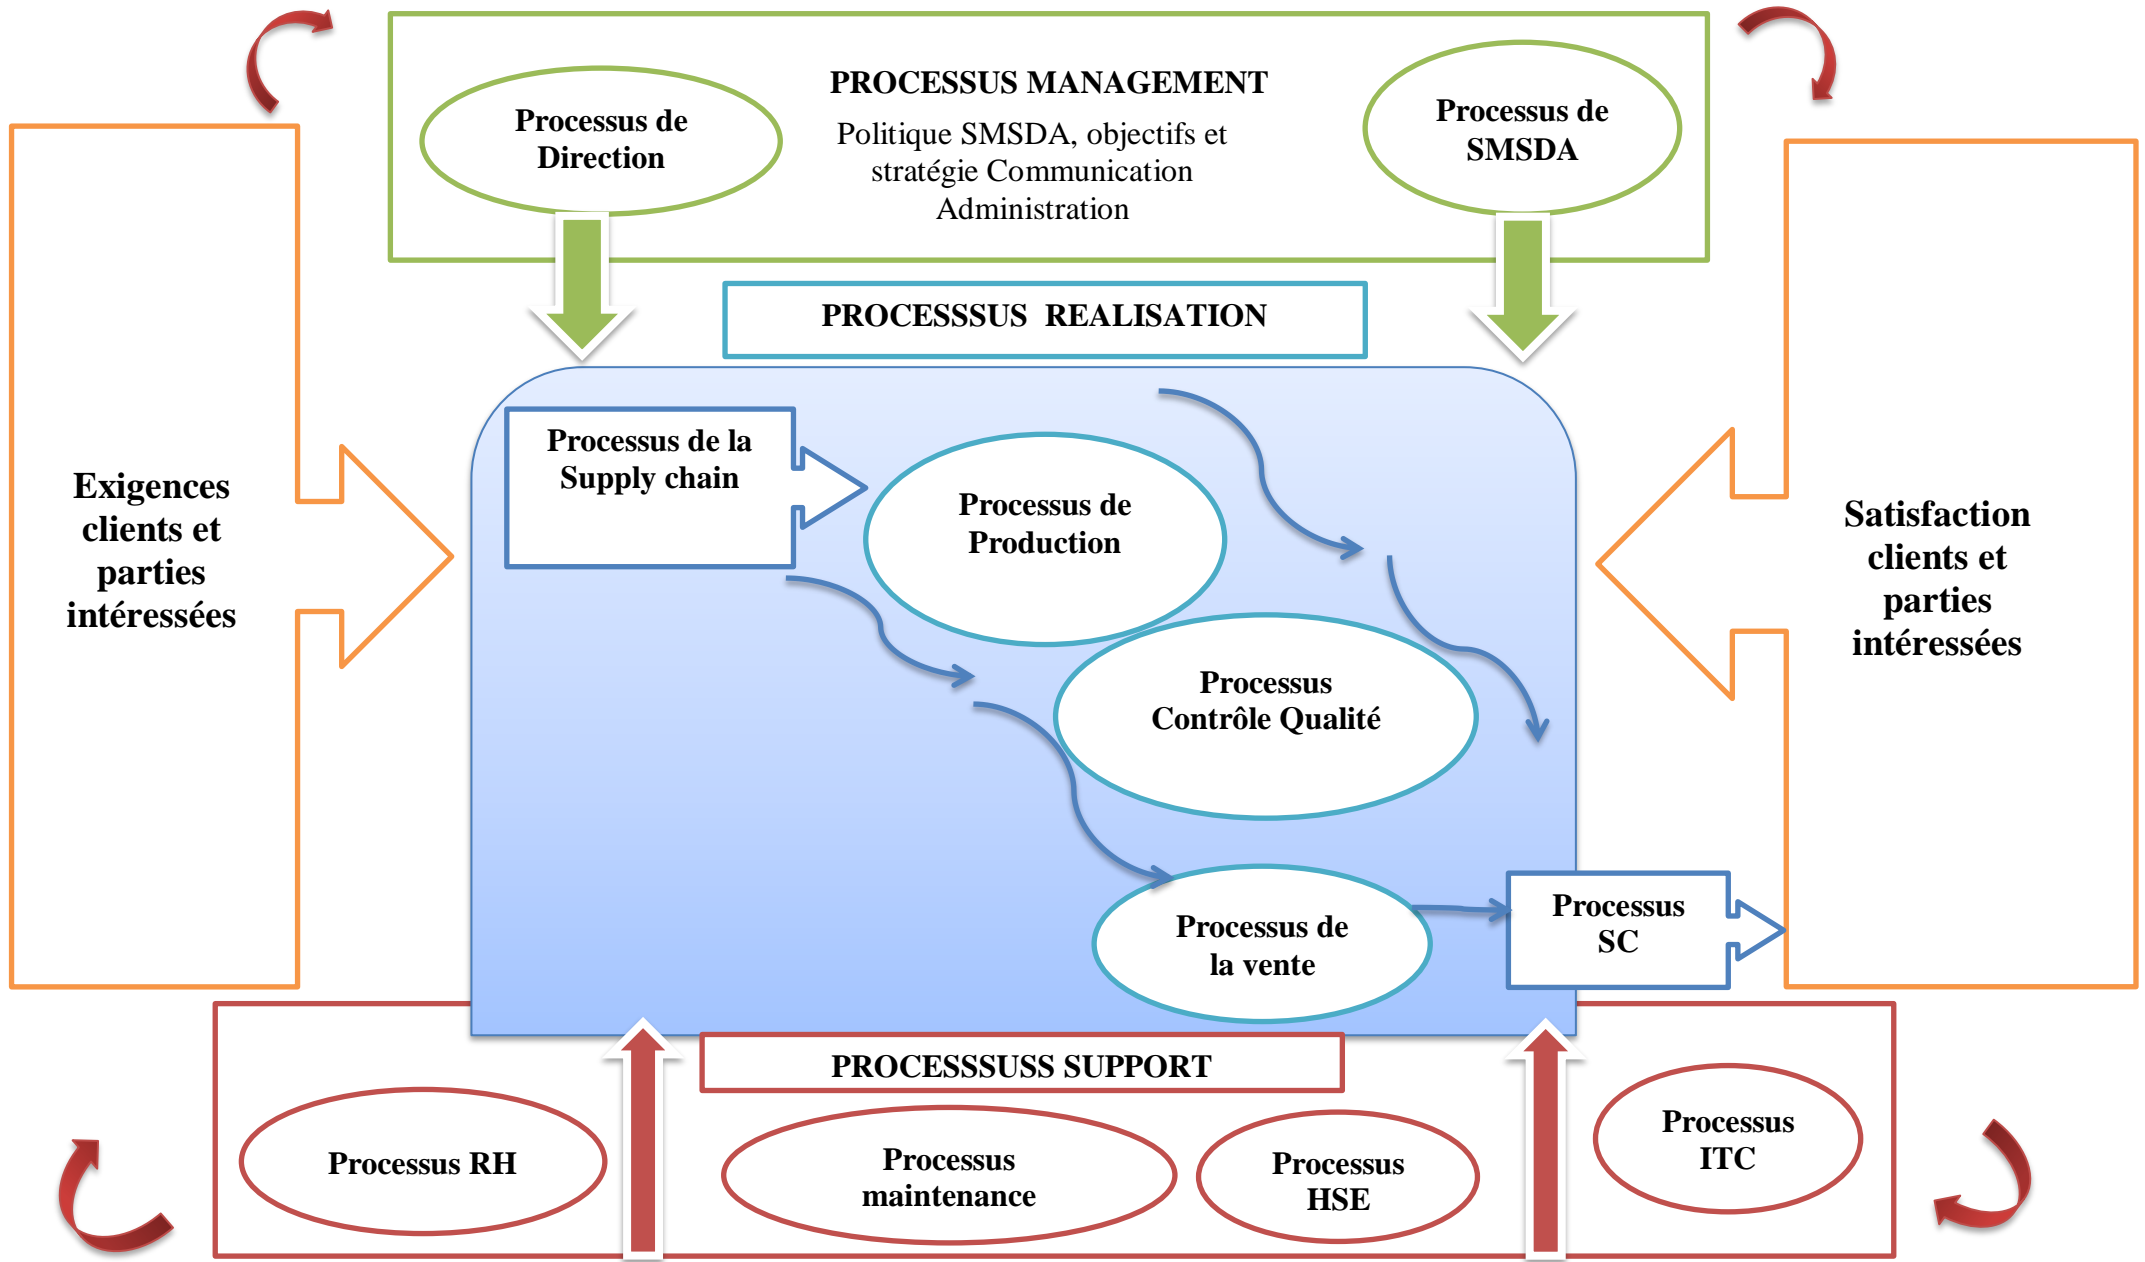 PROCESSUS MANAGEMENT
Politique SMSDA, objectifs et
stratégie Communication
Administration
Processus de
Direction
Processus de
SMSDA
PROCESSSUS  REALISATION
Exigences
clients et
parties
intéressées
Processus de la
Supply chain
Processus de
Production
Processus
Contrôle Qualité
Processus de
la vente
Processus
SC
Satisfaction
clients et
parties
intéressées
PROCESSSUSS SUPPORT
Processus RH
Processus
maintenance
Processus
HSE
Processus
ITC